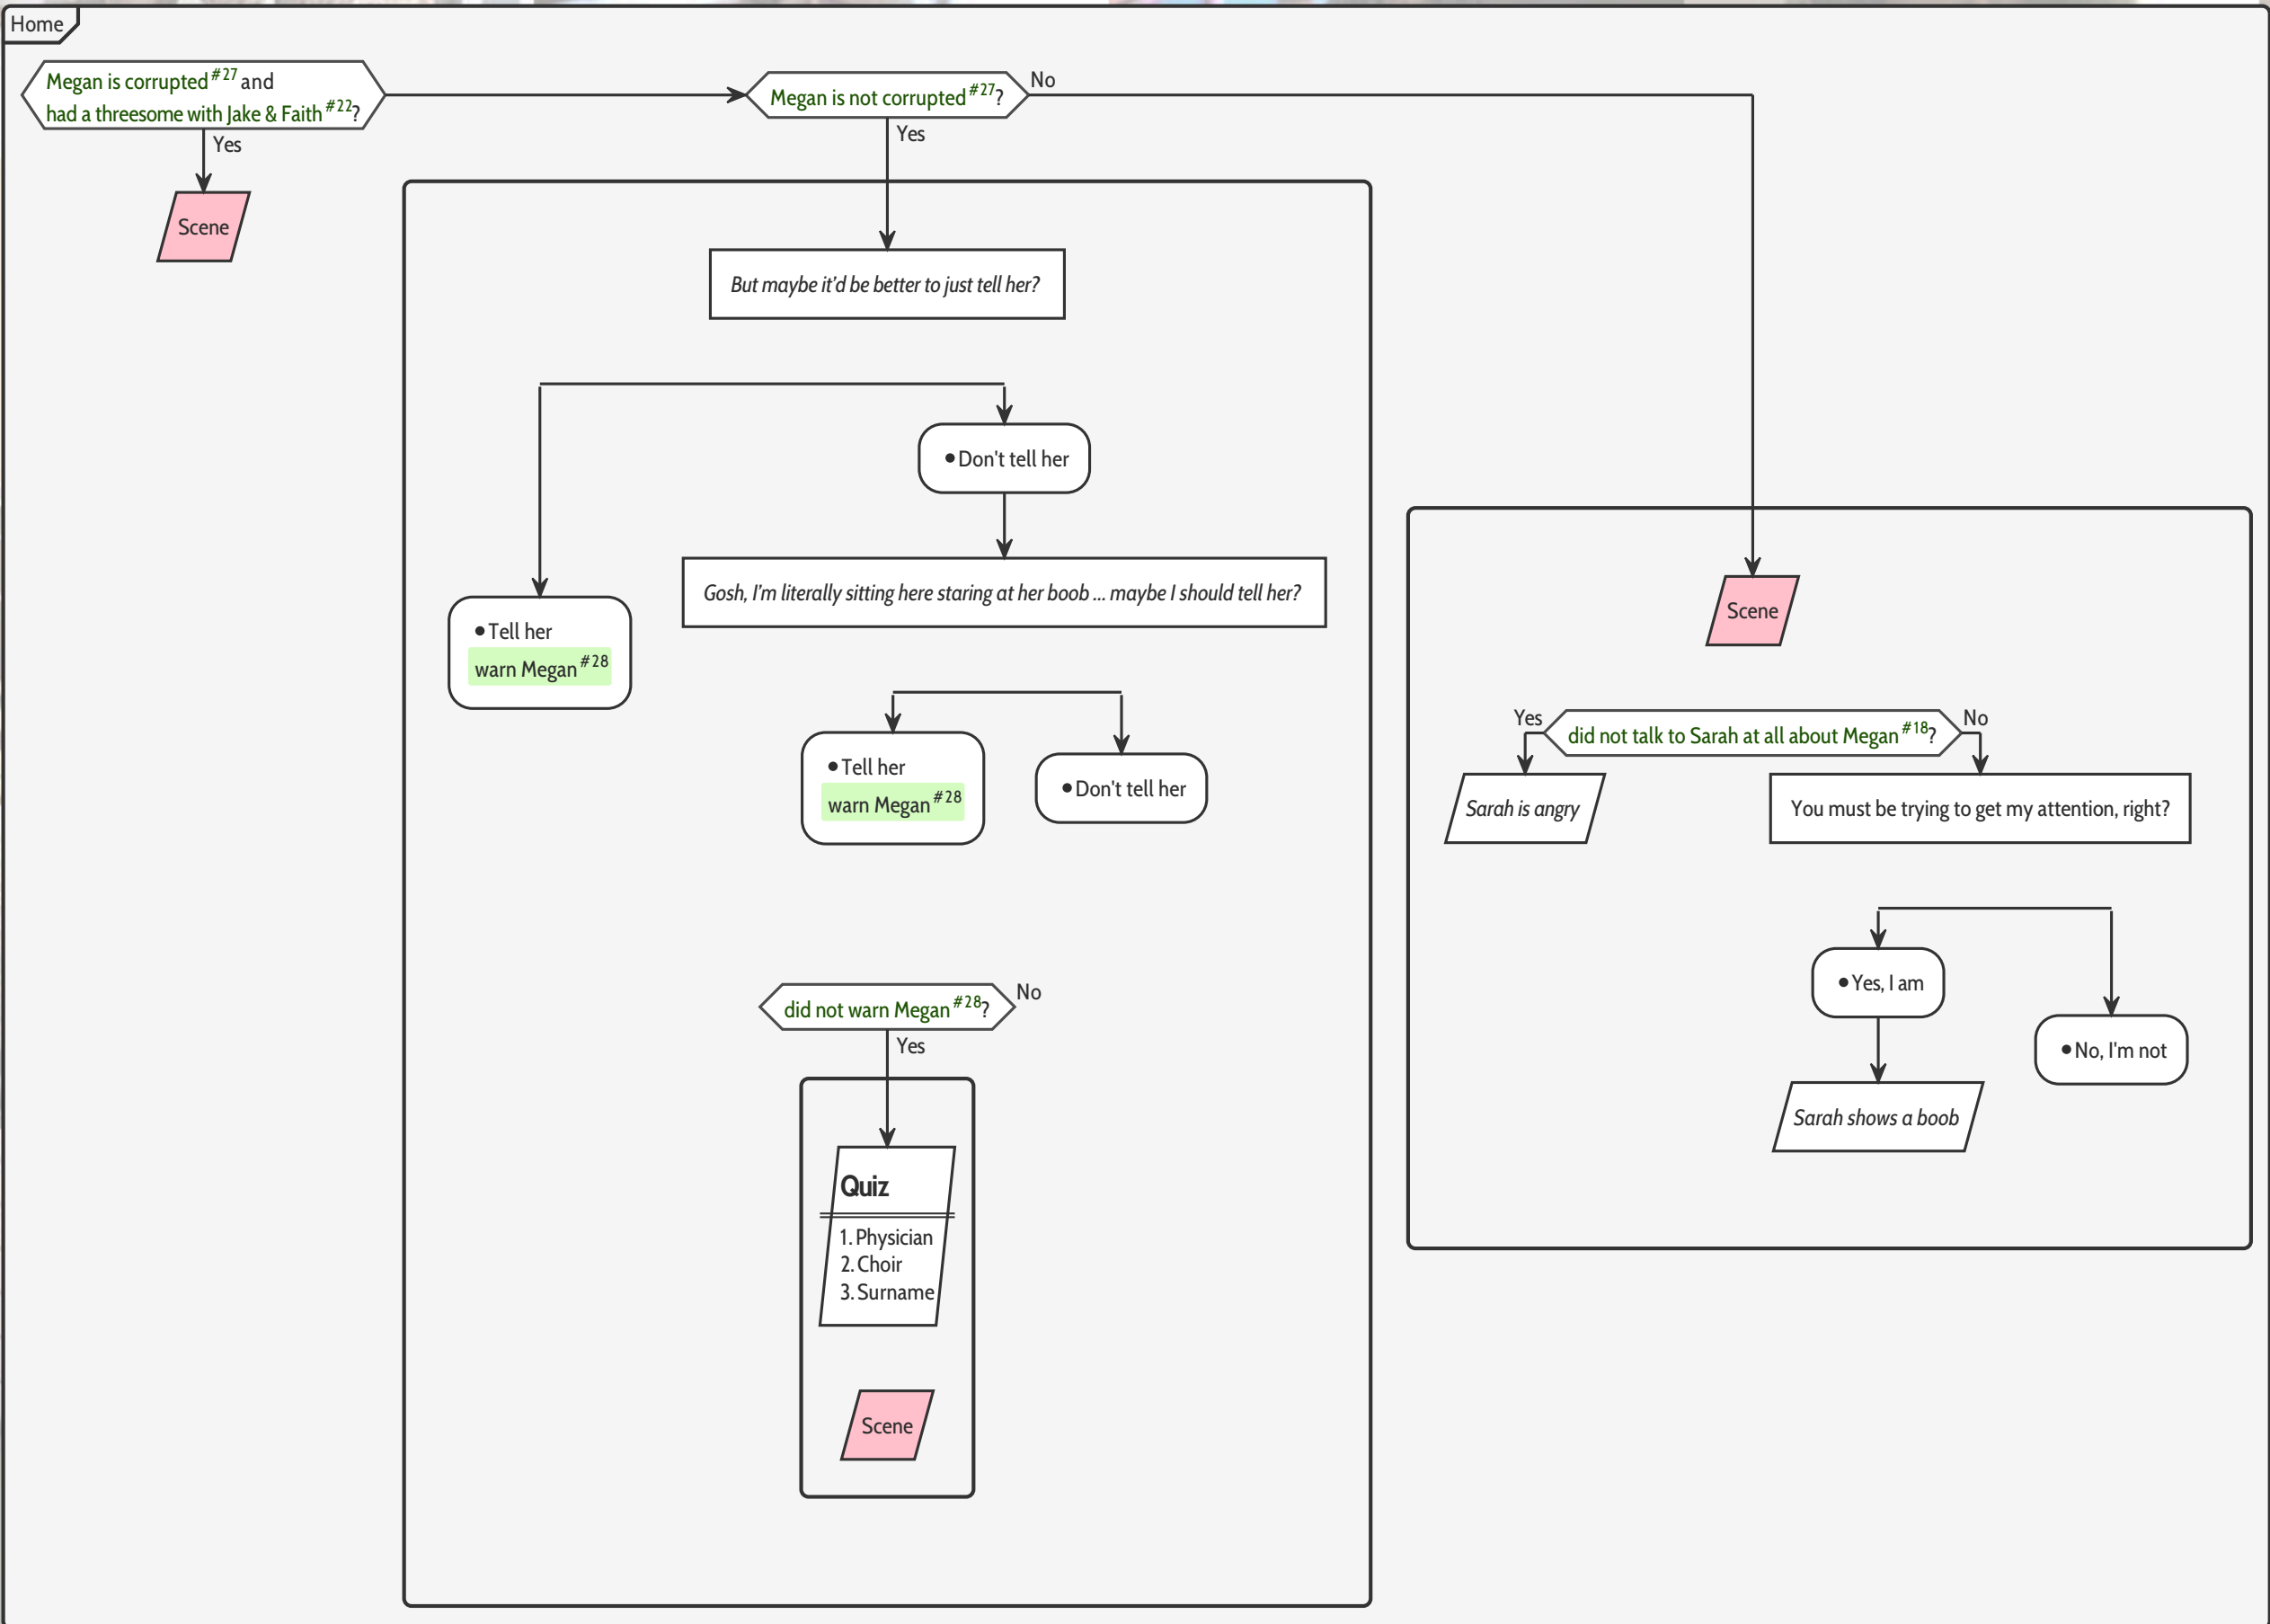 Home
Megan is corrupted #27 and
had a threesome with Jake & Faith #22?
Yes
Scene
Megan is not corrupted #27?
No
Yes
But maybe it’d be better to just tell her?
• Don't tell her
Gosh, I’m literally sitting here staring at her boob ... maybe I should tell her?
• Tell her
warn Megan #28
• Tell her
warn Megan #28
• Don't tell her
did not warn Megan #28?
No
Yes
Quiz
1. Physician
2. Choir
3. Surname
Scene
Scene
Yes
did not talk to Sarah at all about Megan #18?
No
Sarah is angry
You must be trying to get my attention, right?
• Yes, I am
• No, I'm not
Sarah shows a boob